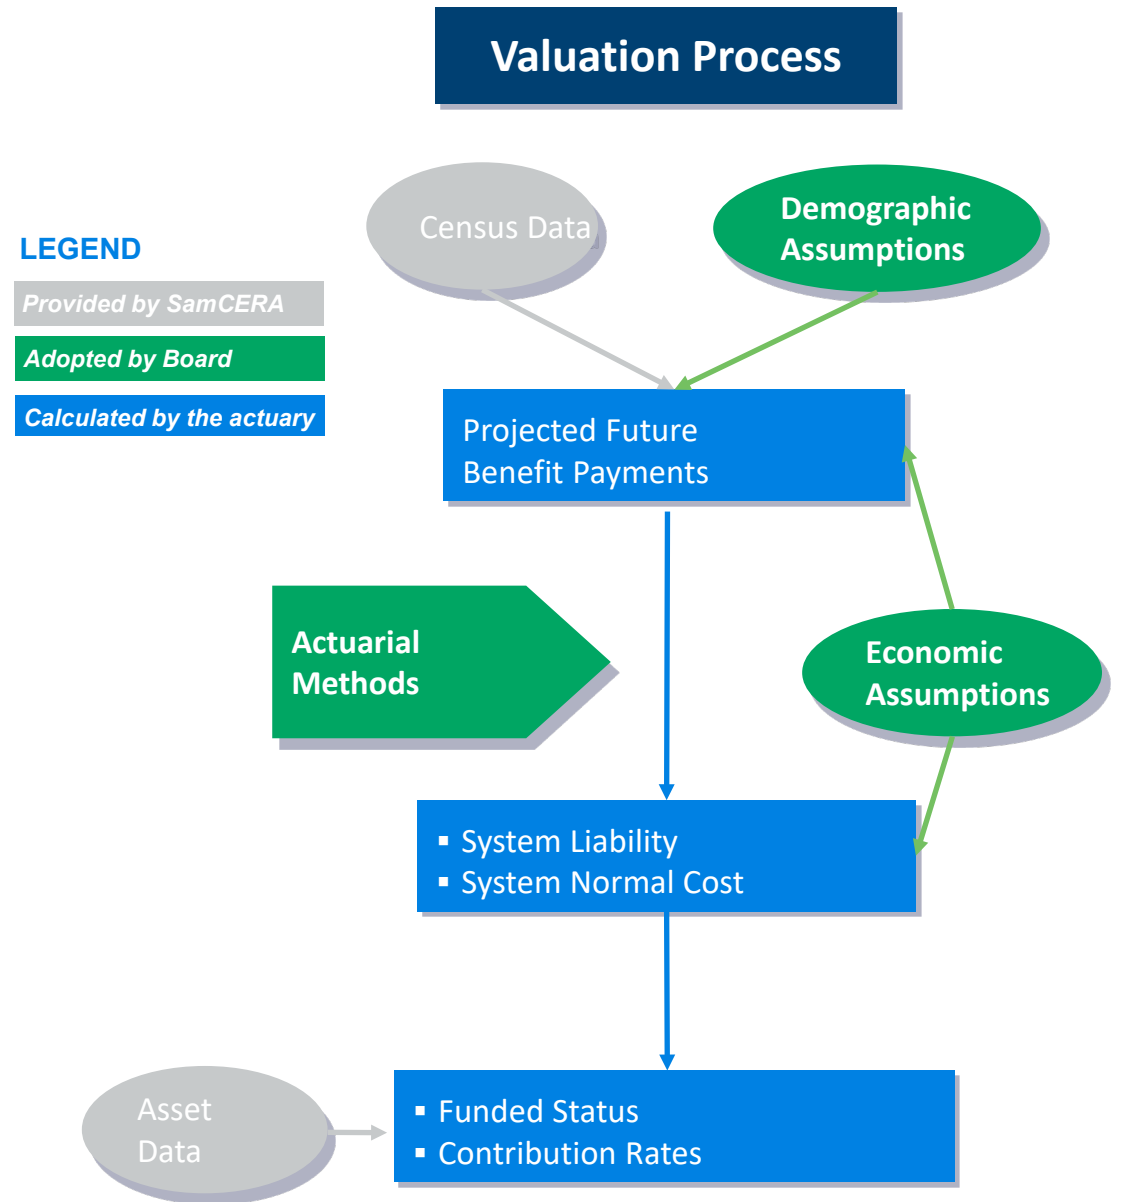 Valuation Process
Census Data
Demographic
Assumptions
LEGEND
Provided by SamCERA
Adopted by Board
Calculated by the actuary
Projected Future
Benefit Payments
Actuarial
Methods
Economic
Assumptions
▪ System Liability
▪ System Normal Cost
Asset
Data
▪ Funded Status
▪ Contribution Rates